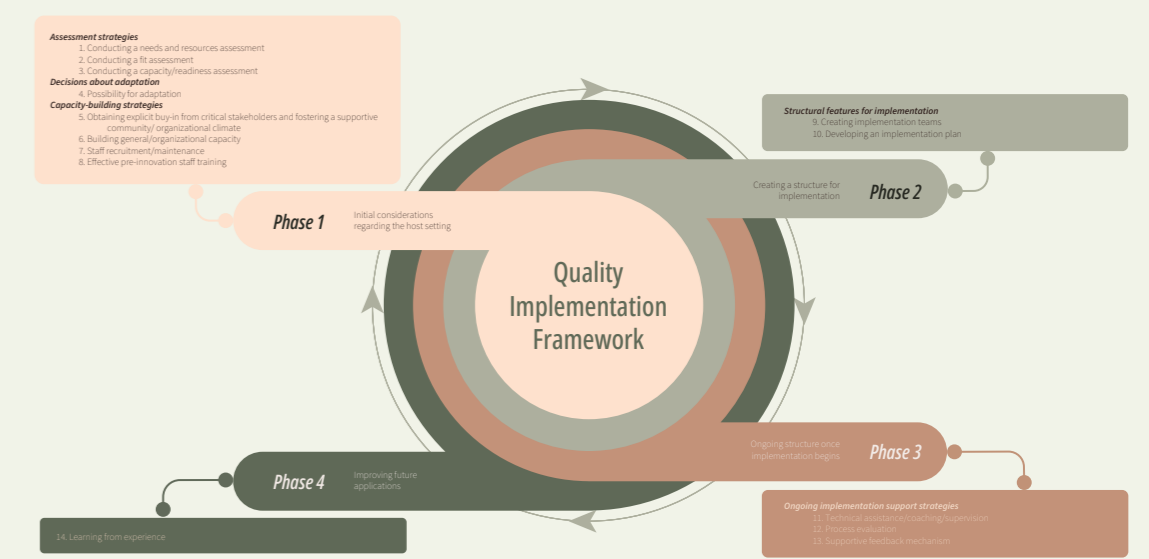 Assessment strategies
1. Conducting a needs and resources assessment
2. Conducting a fit assessment
3. Conducting a capacity/readiness assessment
Decisions about adaptation
4. Possibility for adaptation
Capacity-building strategies
5. Obtaining explicit buy-in from critical stakeholders and fostering a supportive
community/ organizational climate
6. Building general/organizational capacity
7. Staff recruitment/maintenance
8. Effective pre-innovation staff training
Phase 1
Initial considerations
regarding the host setting
Structural features for implementation
9. Creating implementation teams
10. Developing an implementation plan
Creating a structure for
implementation
Phase 2
Quality
Implementation
Framework
Ongoing structure once
implementation begins
Phase 3
Ongoing implementation support strategies
11. Technical assistance/coaching/supervision
12. Process evaluation
13. Supportive feedback mechanism
Phase 4
Improving future
applications
14. Learning from experience